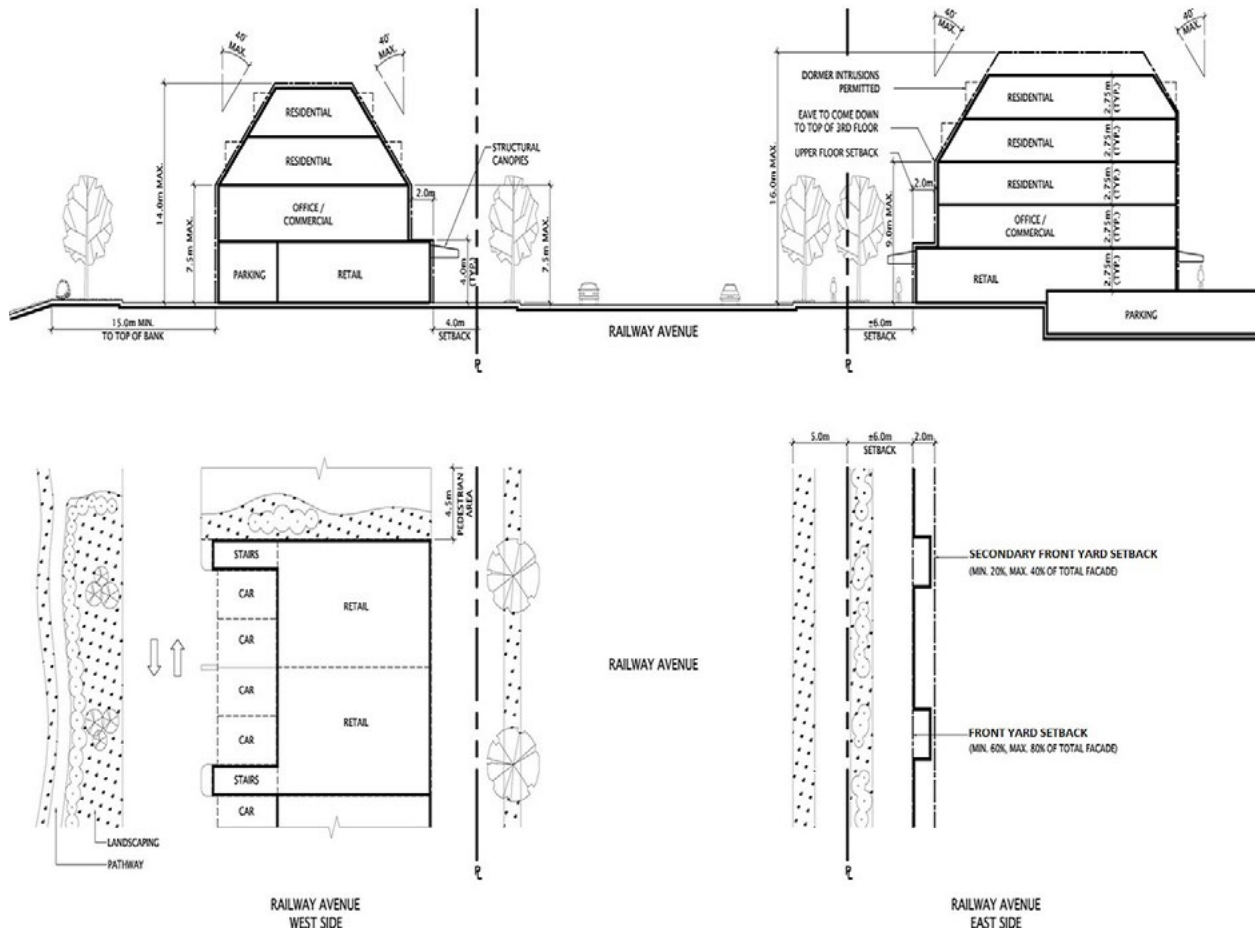 40°
MAX.
40°
MAX.
14.0m MAX.
7.5m MAX.
RESIDENTIAL
RESIDENTIAL
OFFICE /
COMMERCIAL
PARKING
RETAIL
STRUCTURAL
CANOPIES
2.0m
4.0m
(TYP.)
7.5m MAX.
15.0m MIN.
TO TOP OF BANK
4.0m
SETBACK
RAILWAY AVENUE
40°
MAX.
40°
MAX.
16.0m MAX.
DORMER INTRUSIONS
PERMITTED
EAVE TO COME DOWN
TO TOP OF 3RD FLOOR
UPPER FLOOR SETBACK
2.0m
9.0m MAX.
RESIDENTIAL
2.75m
(TYP.)
RESIDENTIAL
2.75m
(TYP.)
RESIDENTIAL
2.75m
(TYP.)
OFFICE /
COMMERCIAL
2.75m
(TYP.)
RETAIL
2.75m
(TYP.)
PARKING
±6.0m
SETBACK
PL
PL
4.5m
PEDESTRIAN
AREA
STAIRS
CAR
CAR
CAR
CAR
STAIRS
CAR
RETAIL
RETAIL
LANDSCAPING
PATHWAY
PL
RAILWAY AVENUE
WEST SIDE
RAILWAY AVENUE
5.0m
±6.0m
SETBACK
2.0m
SECONDARY FRONT YARD SETBACK
(MIN. 20%, MAX. 40% OF TOTAL FACADE)
FRONT YARD SETBACK
(MIN. 60%, MAX. 80% OF TOTAL FACADE)
PL
RAILWAY AVENUE
EAST SIDE